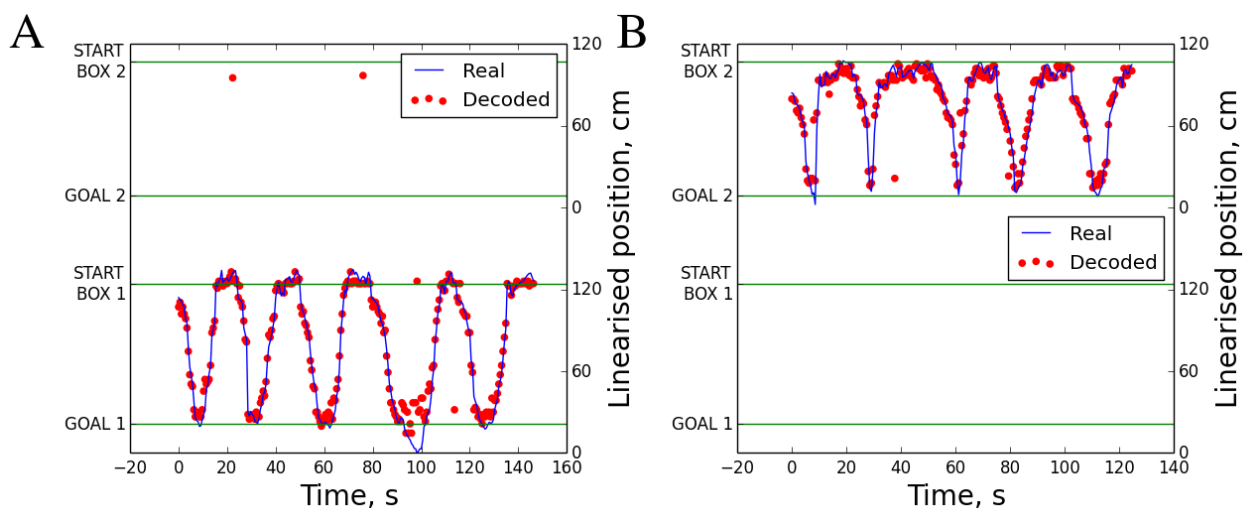 A
START
BOX 2
GOAL 2
START
BOX 1
GOAL 1
Real
Decoded
120
60
0
120
60
0
Linearised position, cm
−20 0 20 40 60 80 100 120 140 160
Time, s
B
START
BOX 2
GOAL 2
START
BOX 1
GOAL 1
Real
Decoded
120
60
0
120
60
0
Linearised position, cm
−20 0 20 40 60 80 100 120 140
Time, s